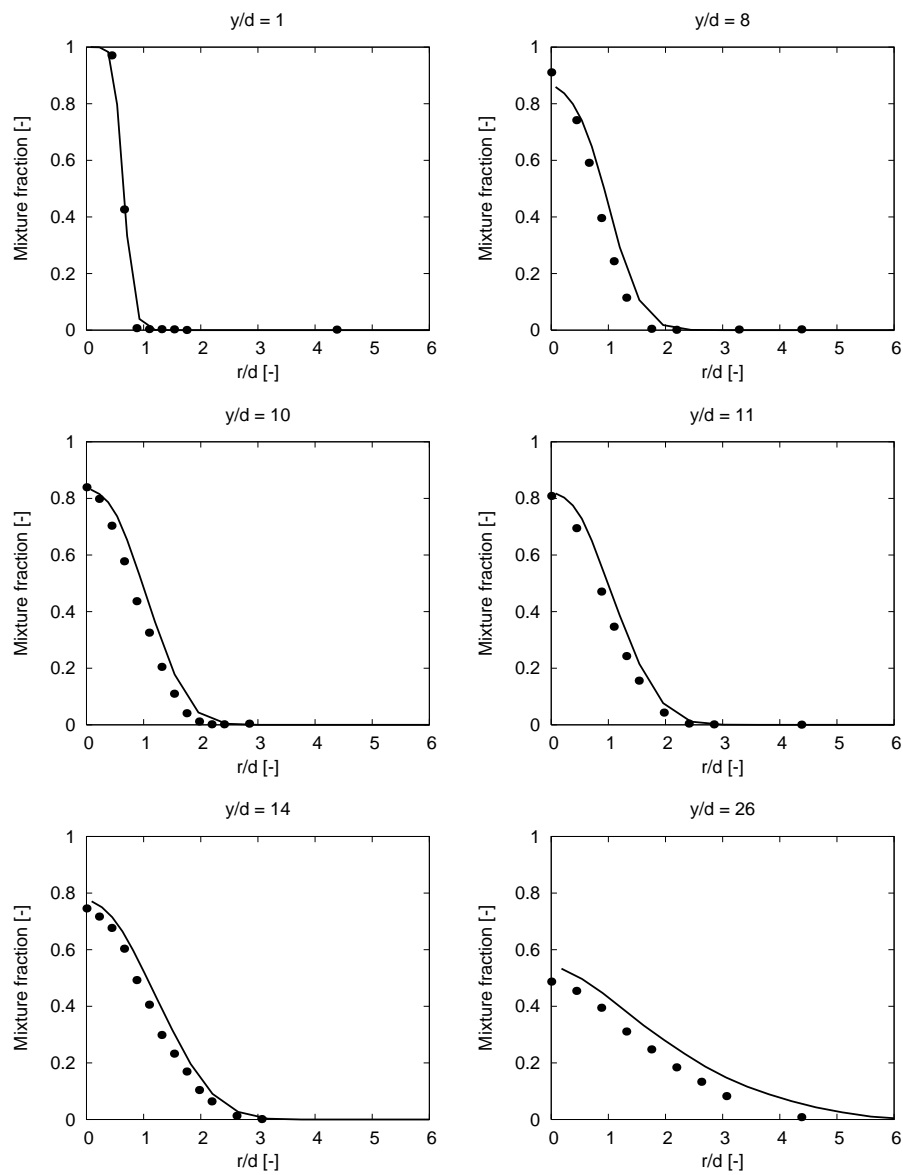 y/d = 1
1
0.8
0.6
0.4
0.2
0
Mixture fraction [-]
0 1 2 3 4 5 6
r/d [-]
y/d = 8
1
0.8
0.6
0.4
0.2
0
Mixture fraction [-]
0 1 2 3 4 5 6
r/d [-]
y/d = 10
1
0.8
0.6
0.4
0.2
0
Mixture fraction [-]
0 1 2 3 4 5 6
r/d [-]
y/d = 11
1
0.8
0.6
0.4
0.2
0
Mixture fraction [-]
0 1 2 3 4 5 6
r/d [-]
y/d = 14
1
0.8
0.6
0.4
0.2
0
Mixture fraction [-]
0 1 2 3 4 5 6
r/d [-]
y/d = 26
1
0.8
0.6
0.4
0.2
0
Mixture fraction [-]
0 1 2 3 4 5 6
r/d [-]